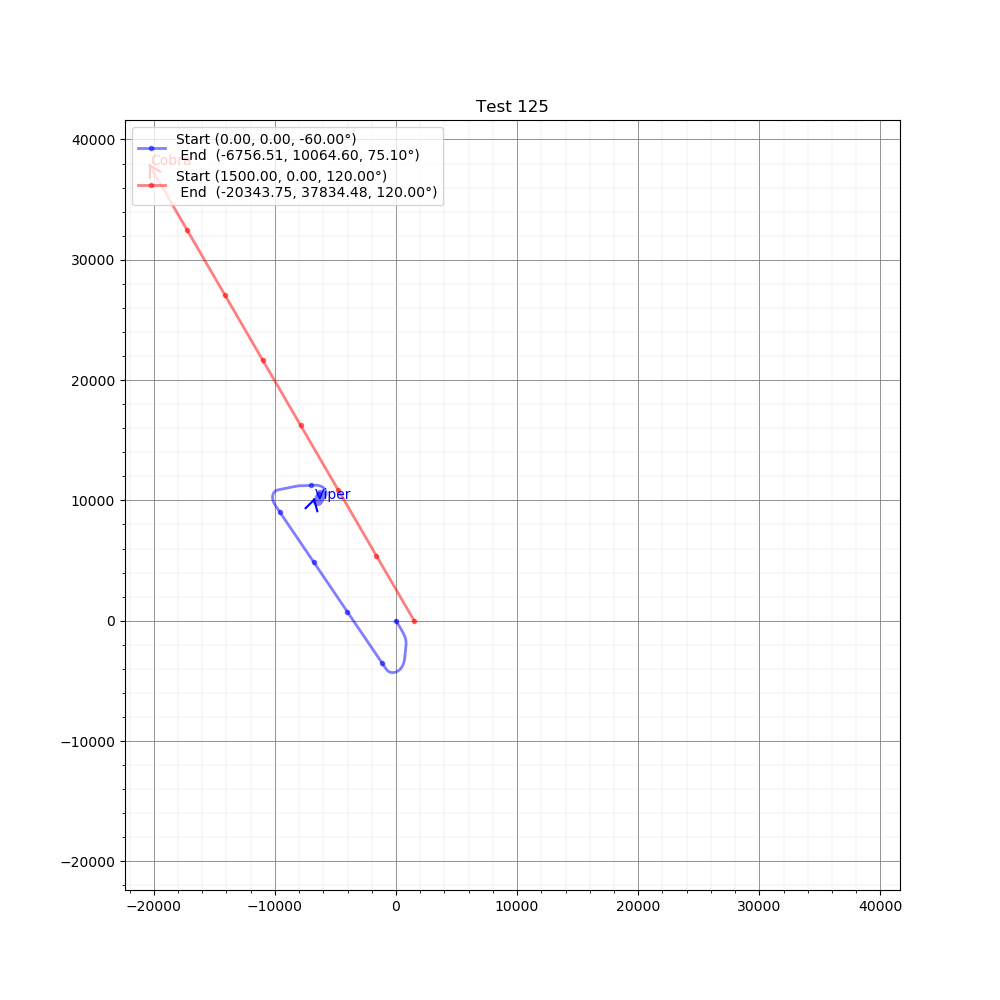 Test 125
Start (0.00, 0.00, -60.00°)
End (-6756.51, 10064.60, 75.10°)
Start (1500.00, 0.00, 120.00°)
End (-20343.75, 37834.48, 120.00°)
Cobra
Viper
40000
30000
20000
10000
0
−10000
−20000
−20000 −10000 0 10000 20000 30000 40000